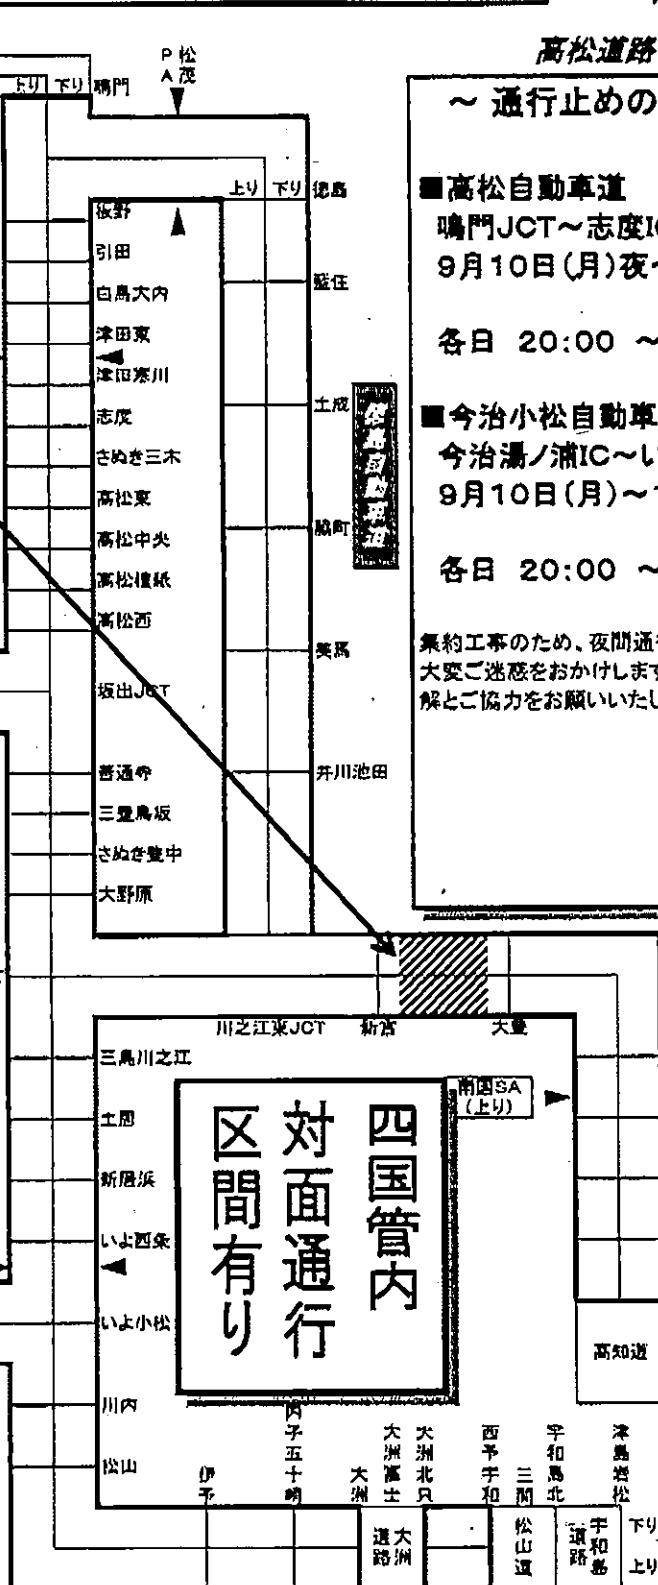 高松道路
～ 通行止めの
■高松自動車道
鳴門JCT～志度IC
9月10日(月)夜～
各日 20:00 ～
■今治小松自動車
今治湯ノ浦IC～い
9月10日(月)～
各日 20:00 ～
集約工事のため、夜間通
大変ご迷惑をおかけします
解とご協力をお願いいたし
PA
松茂
上り
下り
鳴門
上り
下り
徳島
板野
引田
白鳥大内
津田東
津田寒川
志度
さぬき三木
高松東
高松中央
高松檀紙
高松西
坂出JCT
善通寺
三豊鳥坂
さぬき豊中
大野原
藍住
土成
脇町
美馬
井川池田
川之江東JCT
新宮
大豊
三島川之江
土居
新居浜
いよ西条
いよ小松
川内
松山
南国SA
(上り)
四国管内
対面通行
区間有り
高知道
伊予
内子五十崎
大洲
大洲富士
大洲北只
西予宇和
三間
宇和島北
津島岩松
大洲
道路
松山道
宇和島
道路
下り
上り